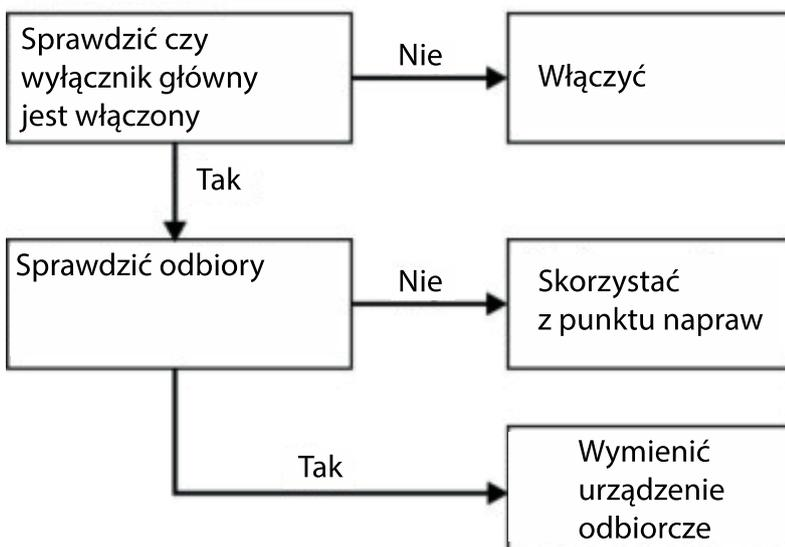 Sprawdzić czy
wyłącznik główny
jest włączony
Nie
Włączyć
Tak
Sprawdzić odbiory
Nie
Skorzystać
z punktu napraw
Tak
Wymienić
urządzenie
odbiorcze